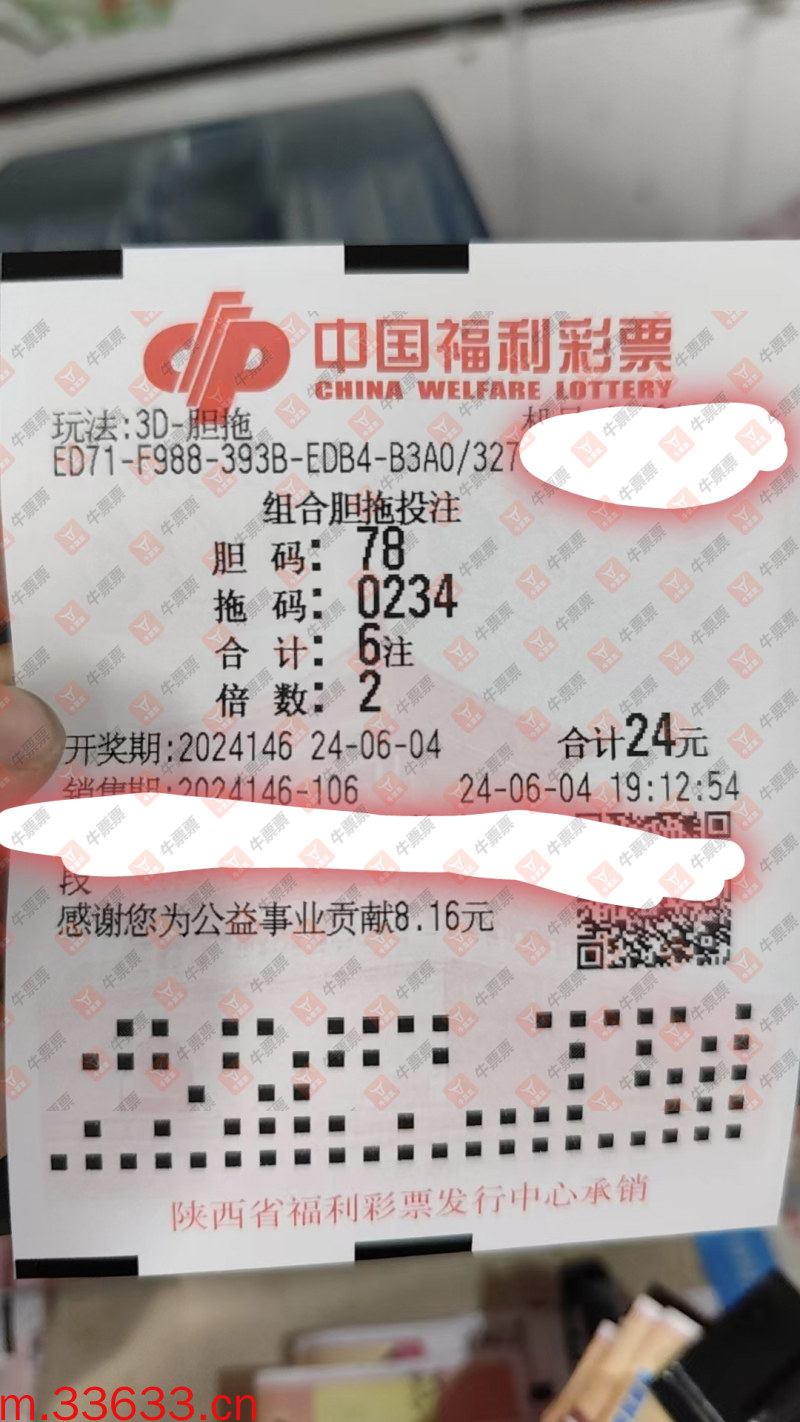 中国福利彩票
CHINA WELFARE LOTTERY
玩法:3D-胆拖
ED71-F988-393B-EDB4-B3A0/327
组合胆拖投注
胆 码: 78
拖 码: 0234
合 计: 6注
倍 数: 2
开奖期:2024146 24-06-04 合计24元
销售期:2024146-106 24-06-04 19:12:54
段
感谢您为公益事业贡献8.16元
陕西省福利彩票发行中心承销
牛票票
m.33633.cn